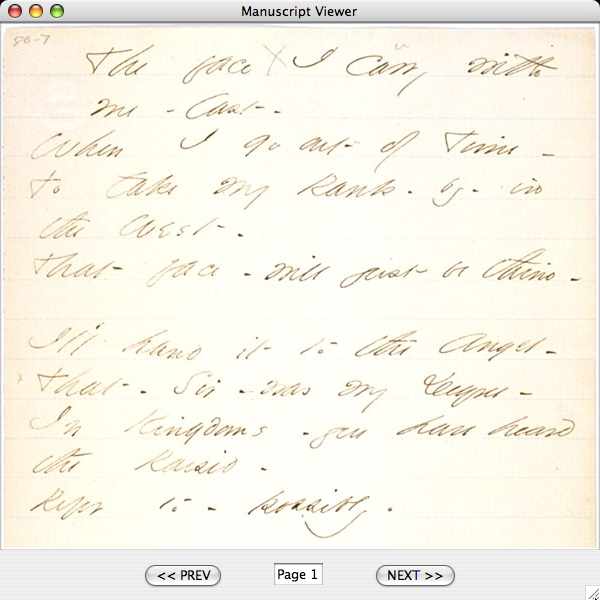 Manuscript Viewer
80-7
The face I carry with
me - last -
When I go out of Time -
To take my Rank - by - in
the West -
That face - will just be thine -
I'll hand it to the Angel -
That - Sir - was my Degree -
In Kingdoms - you have heard
the Raised -
Refer to - possibly.
<< PREV
Page 1
NEXT >>